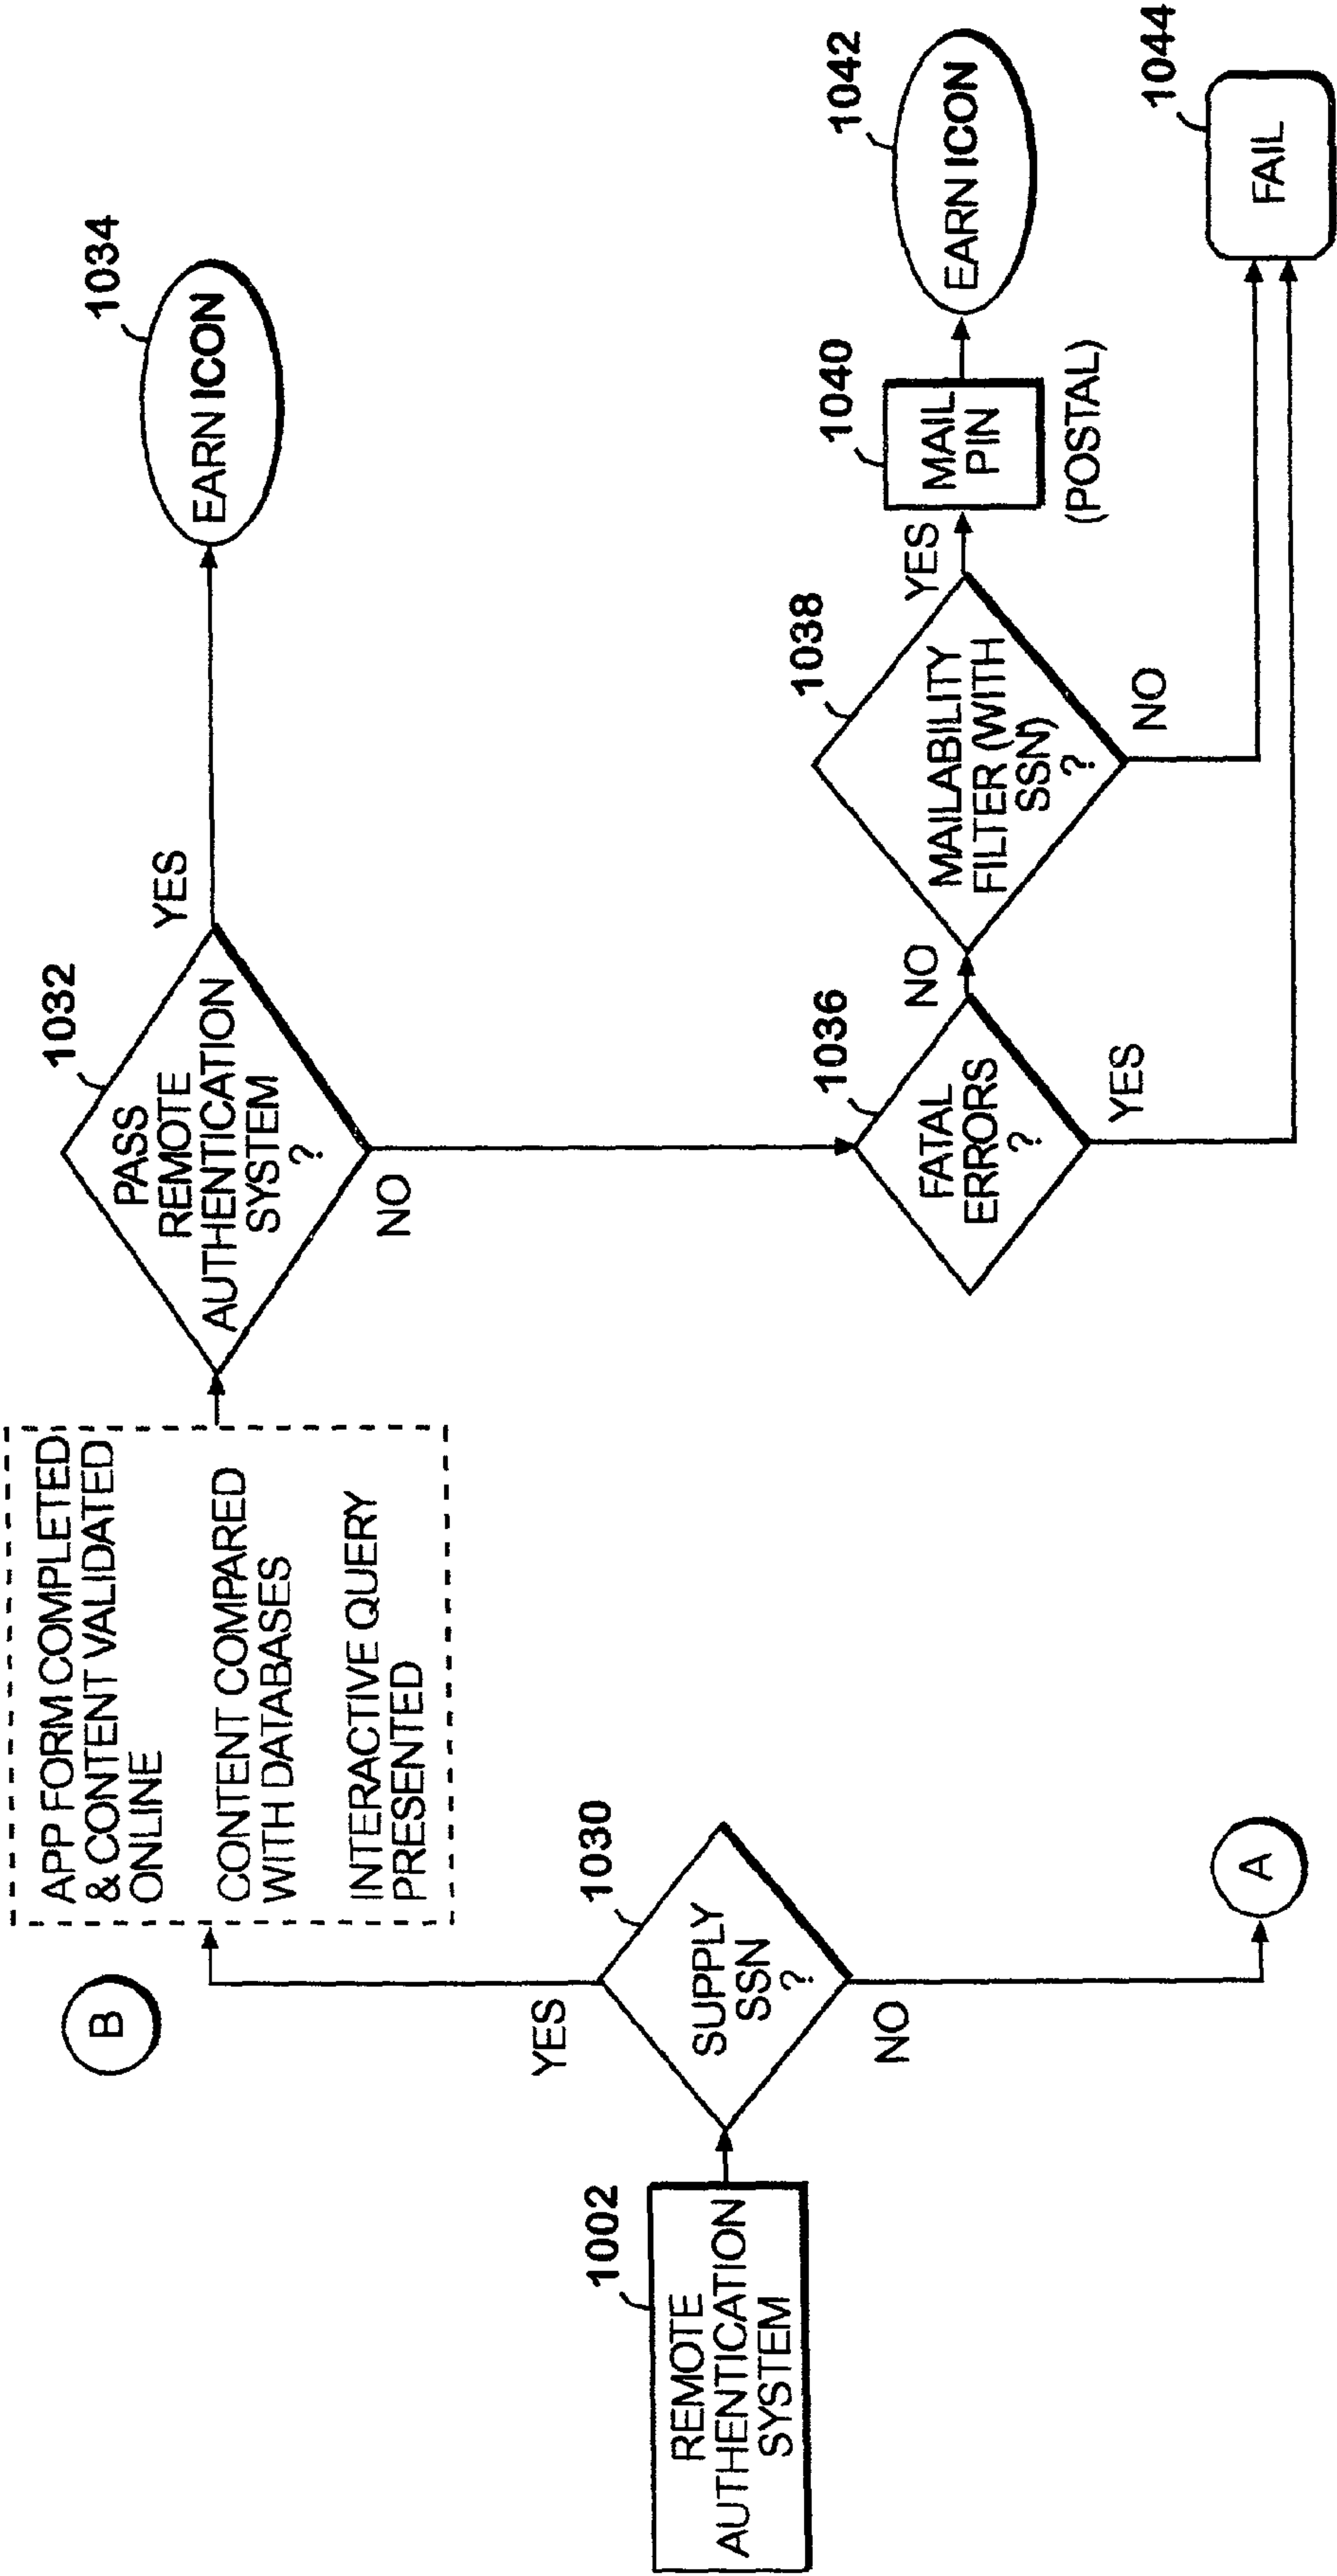 1002
REMOTE
AUTHENTICATION
SYSTEM
1030
SUPPLY
SSN
?
YES
NO
A
B
APP FORM COMPLETED
& CONTENT VALIDATED
ONLINE
CONTENT COMPARED
WITH DATABASES
INTERACTIVE QUERY
PRESENTED
1032
PASS
REMOTE
AUTHENTICATION
SYSTEM
?
YES
NO
1034
EARN ICON
1036
FATAL
ERRORS
?
NO
YES
1038
MAILABILITY
FILTER (WITH
SSN)
?
YES
NO
1040
MAIL
PIN
(POSTAL)
1042
EARN ICON
1044
FAIL